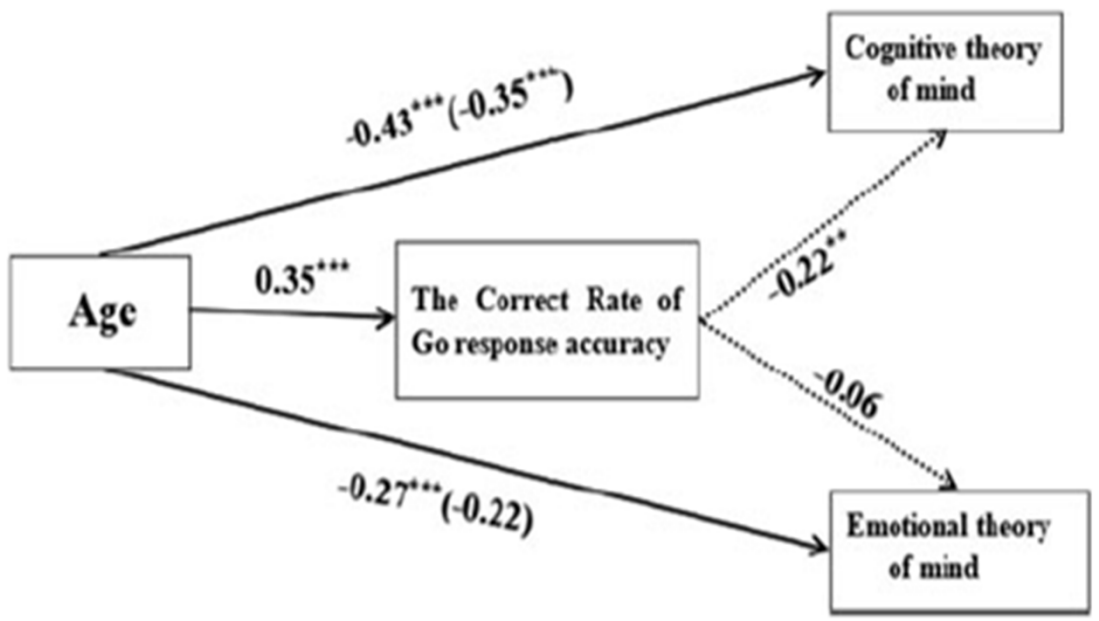 Cognitive theory
of mind
-0.43***(-0.35***)
Age
0.35***
The Correct Rate of
Go response accuracy
-0.22**
-0.06
-0.27***(-0.22)
Emotional theory
of mind